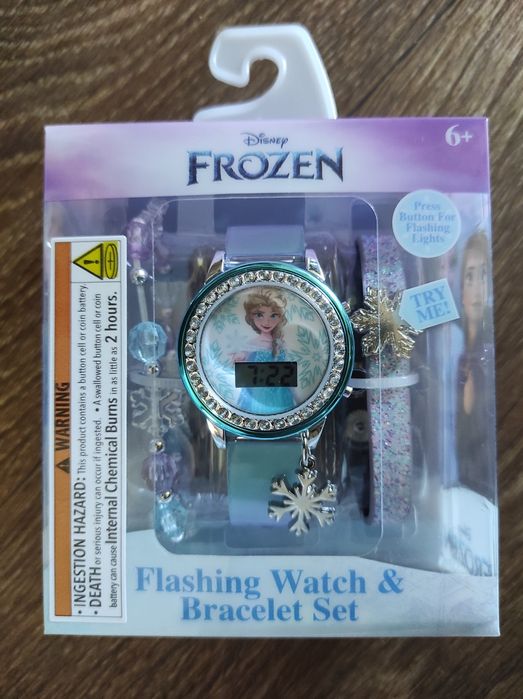 Disney
FROZEN
6+
Press
Button For
Flashing
Lights
TRY
ME!
7:22
WARNING
• INGESTION HAZARD: This product contains a button cell or coin battery.
• DEATH or serious injury can occur if ingested. • A swallowed button cell or coin
battery can cause Internal Chemical Burns in as little as 2 hours.
Flashing Watch &
Bracelet Set